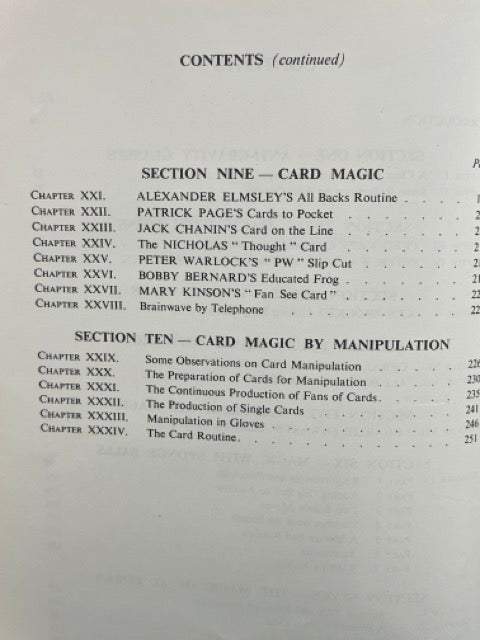 CONTENTS (continued)
SECTION NINE — CARD MAGIC
CHAPTER XXI. ALEXANDER ELMSLEY'S All Backs Routine . . . .
CHAPTER XXII. PATRICK PAGE'S Cards to Pocket . . . . . .
CHAPTER XXIII. JACK CHANIN'S Card on the Line . . . . . .
CHAPTER XXIV. The NICHOLAS "Thought" Card . . . . . .
CHAPTER XXV. PETER WARLOCK'S "PW" Slip Cut . . . . .
CHAPTER XXVI. BOBBY BERNARD'S Educated Frog . . . . . .
CHAPTER XXVII. MARY KINSON'S "Fan See Card" . . . . . .
CHAPTER XXVIII. Brainwave by Telephone . . . . . . . .
SECTION TEN — CARD MAGIC BY MANIPULATION
CHAPTER XXIX. Some Observations on Card Manipulation . . . . 226
CHAPTER XXX. The Preparation of Cards for Manipulation . . . . 230
CHAPTER XXXI. The Continuous Production of Fans of Cards . . . . 235
CHAPTER XXXII. The Production of Single Cards . . . . . . 241
CHAPTER XXXIII. Manipulation in Gloves . . . . . . . . 246
CHAPTER XXXIV. The Card Routine . . . . . . . . . 251